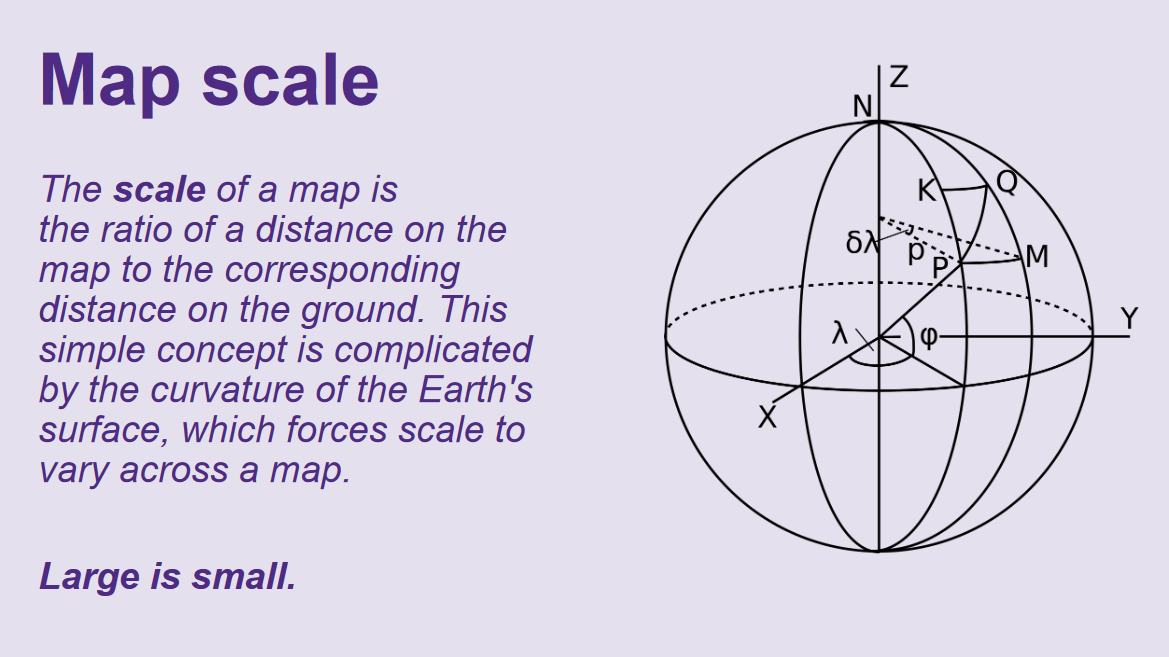 Map scale
The scale of a map is
the ratio of a distance on the
map to the corresponding
distance on the ground. This
simple concept is complicated
by the curvature of the Earth's
surface, which forces scale to
vary across a map.
Large is small.
Z
N
K
Q
δλ
p
P
M
Y
λ
φ
X